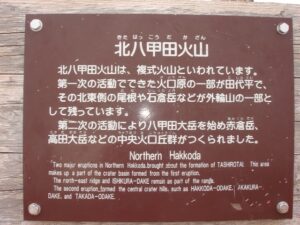 きた はっ こう だ か ざん
北八甲田火山
北八甲田火山は、複式火山といわれています。
第一次の活動でできた火口原の一部が田代平で、
その北東側の尾根や石倉岳などが外輪山の一部と
して残っています。
第二次の活動により八甲田大岳を始め赤倉岳、
高田大岳などの中央火口丘群がつくられました。
Northern Hakkoda
Two major eruptions in Northern Hakkoda,brought about the formation of TASHIROTAI. This area
makes up a part of the crater basin formed from the first eruption.
The north-east ridge and ISHIKURA-DAKE remain as part of the
The second eruption formed the central crater hills, such as HAKKODA-ODAKE, AKAKURA-
DAKE, and TAKADA-ODAKE.